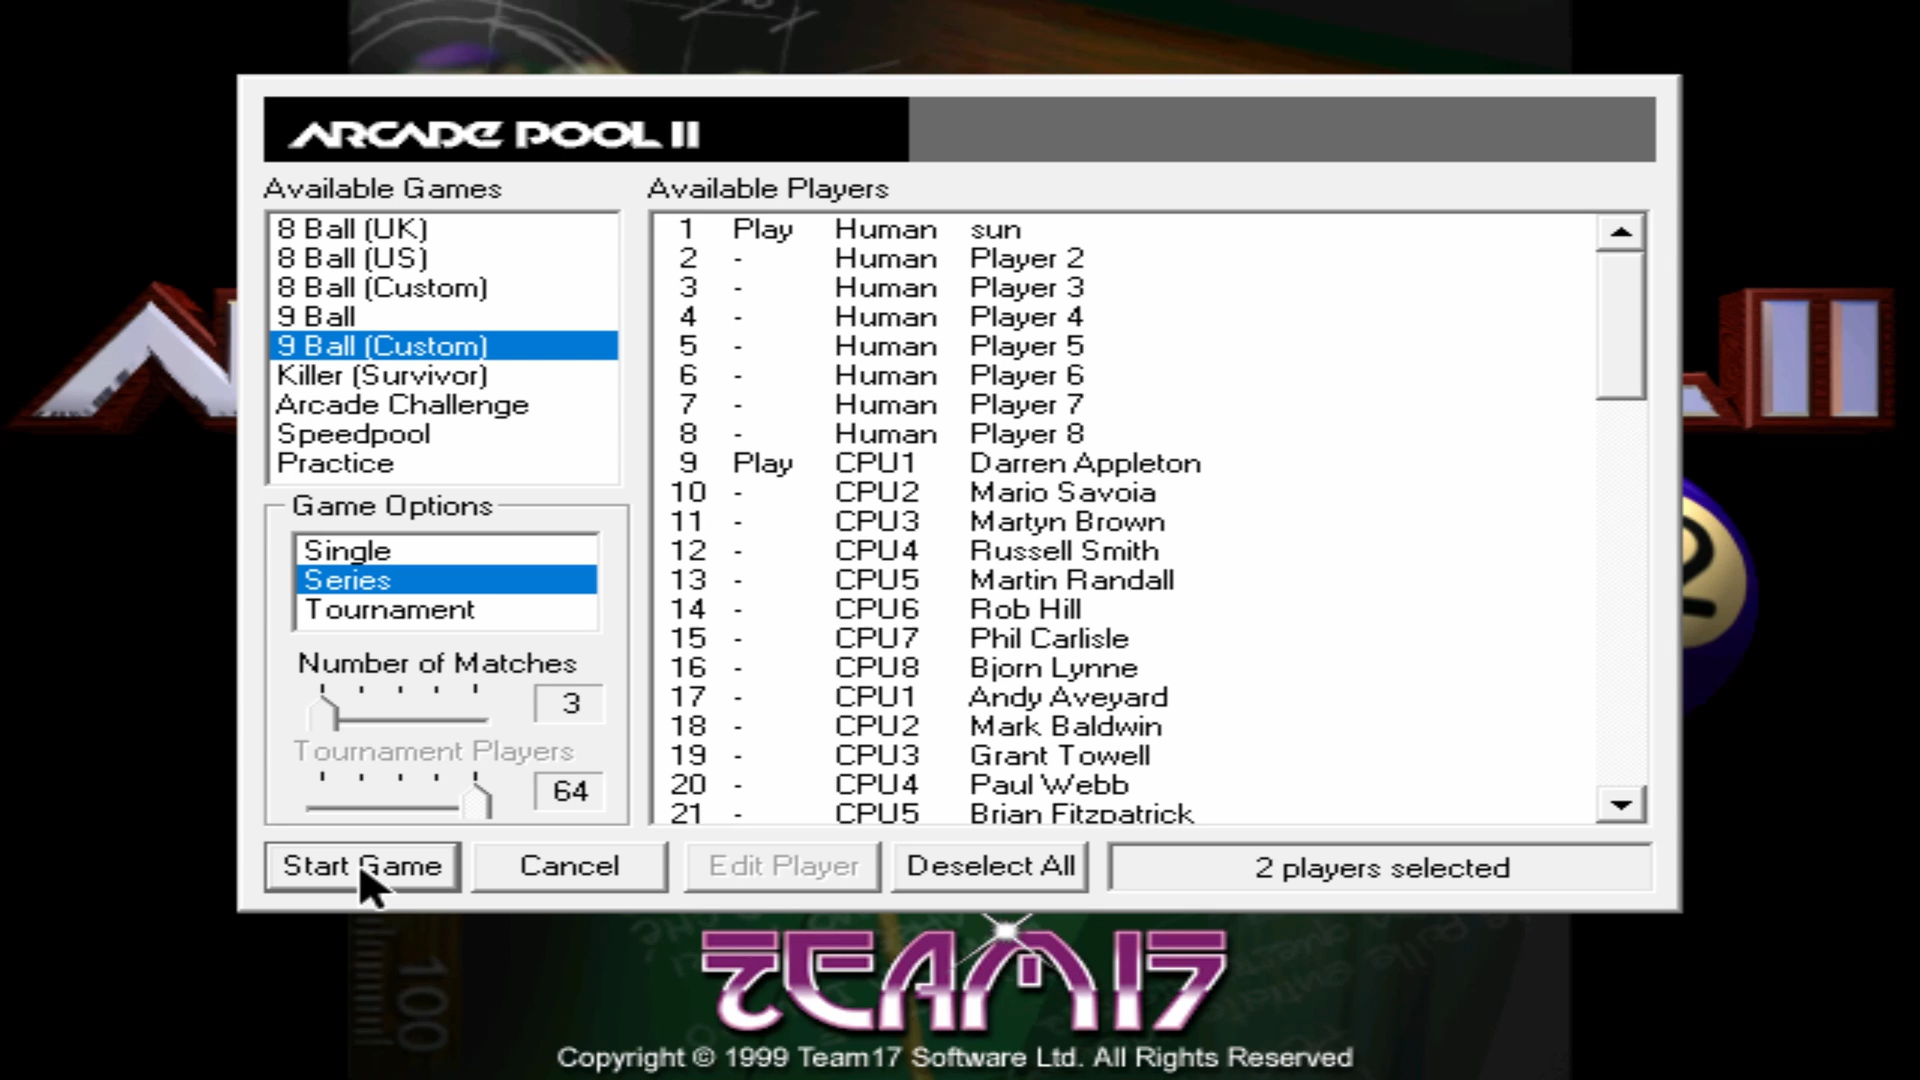 ARCADE POOL II
Available Games
8 Ball (UK)
8 Ball (US)
8 Ball (Custom)
9 Ball
9 Ball (Custom)
Killer (Survivor)
Arcade Challenge
Speedpool
Practice
Game Options
Single
Series
Tournament
Number of Matches
3
Tournament Players
64
Available Players
1 Play Human sun
2 - Human Player 2
3 - Human Player 3
4 - Human Player 4
5 - Human Player 5
6 - Human Player 6
7 - Human Player 7
8 - Human Player 8
9 Play CPU1 Darren Appleton
10 - CPU2 Mario Savoia
11 - CPU3 Martyn Brown
12 - CPU4 Russell Smith
13 - CPU5 Martin Randall
14 - CPU6 Rob Hill
15 - CPU7 Phil Carlisle
16 - CPU8 Bjorn Lynne
17 - CPU1 Andy Aveyard
18 - CPU2 Mark Baldwin
19 - CPU3 Grant Towell
20 - CPU4 Paul Webb
21 - CPU5 Brian Fitzpatrick
Start Game
Cancel
Edit Player
Deselect All
2 players selected
II
2
100
TEAM17
Copyright © 1999 Team17 Software Ltd. All Rights Reserved